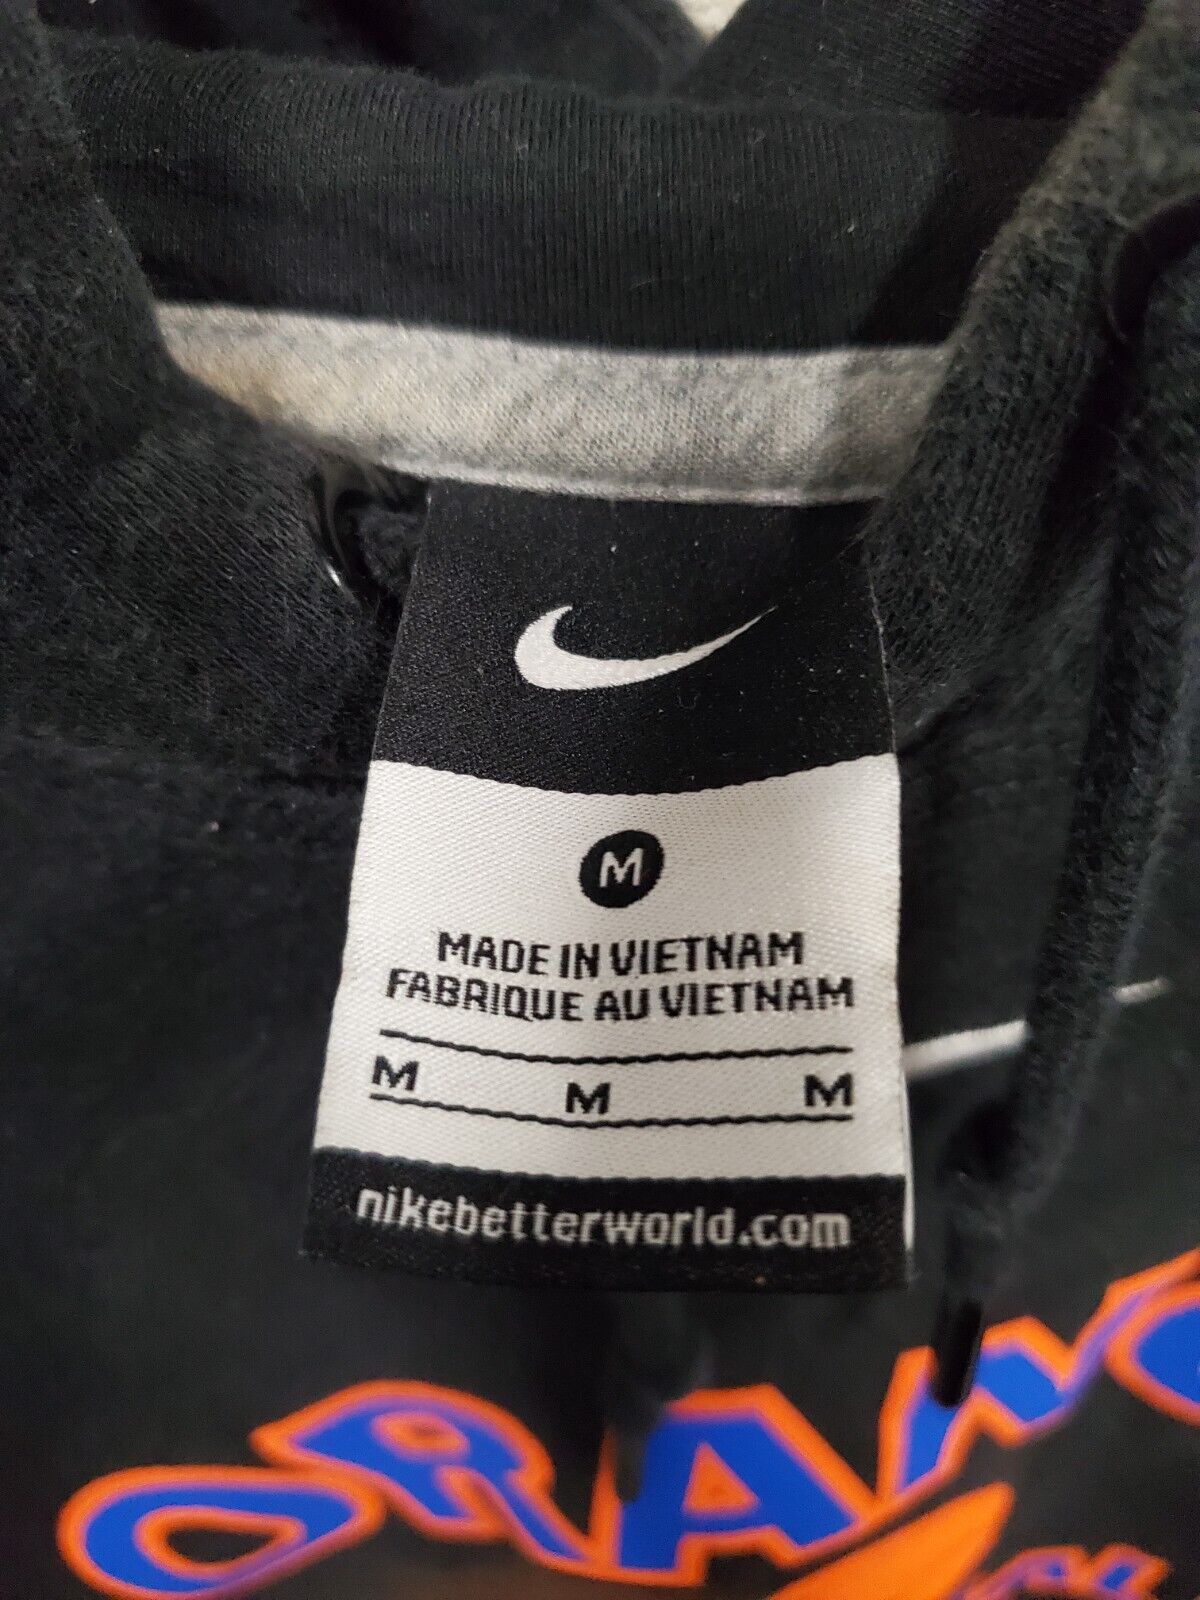 M
MADE IN VIETNAM
FABRIQUE AU VIETNAM
M M M
nikebetterworld.com